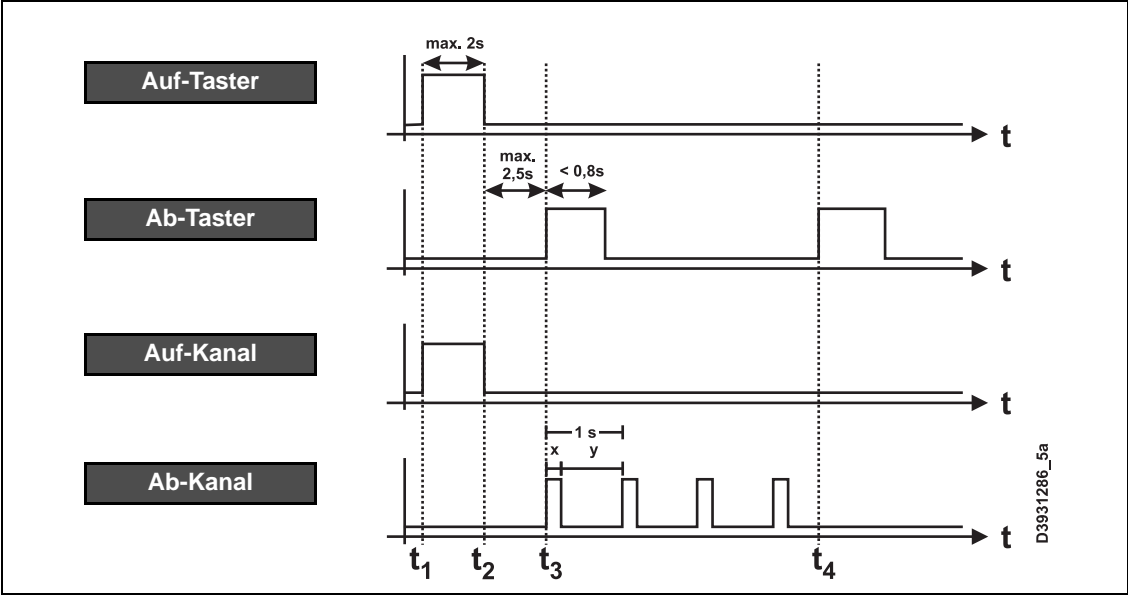 Auf-Taster
max. 2s
t
Ab-Taster
max.
2,5s
< 0,8s
t
Auf-Kanal
t
Ab-Kanal
1 s
x
y
t
t1
t2
t3
t4
D3931286_5a